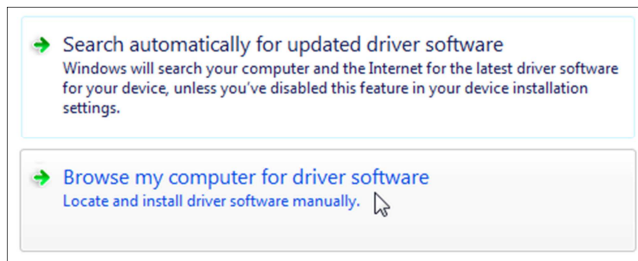 Search automatically for updated driver software
Windows will search your computer and the Internet for the latest driver software
for your device, unless you've disabled this feature in your device installation
settings.
Browse my computer for driver software
Locate and install driver software manually.